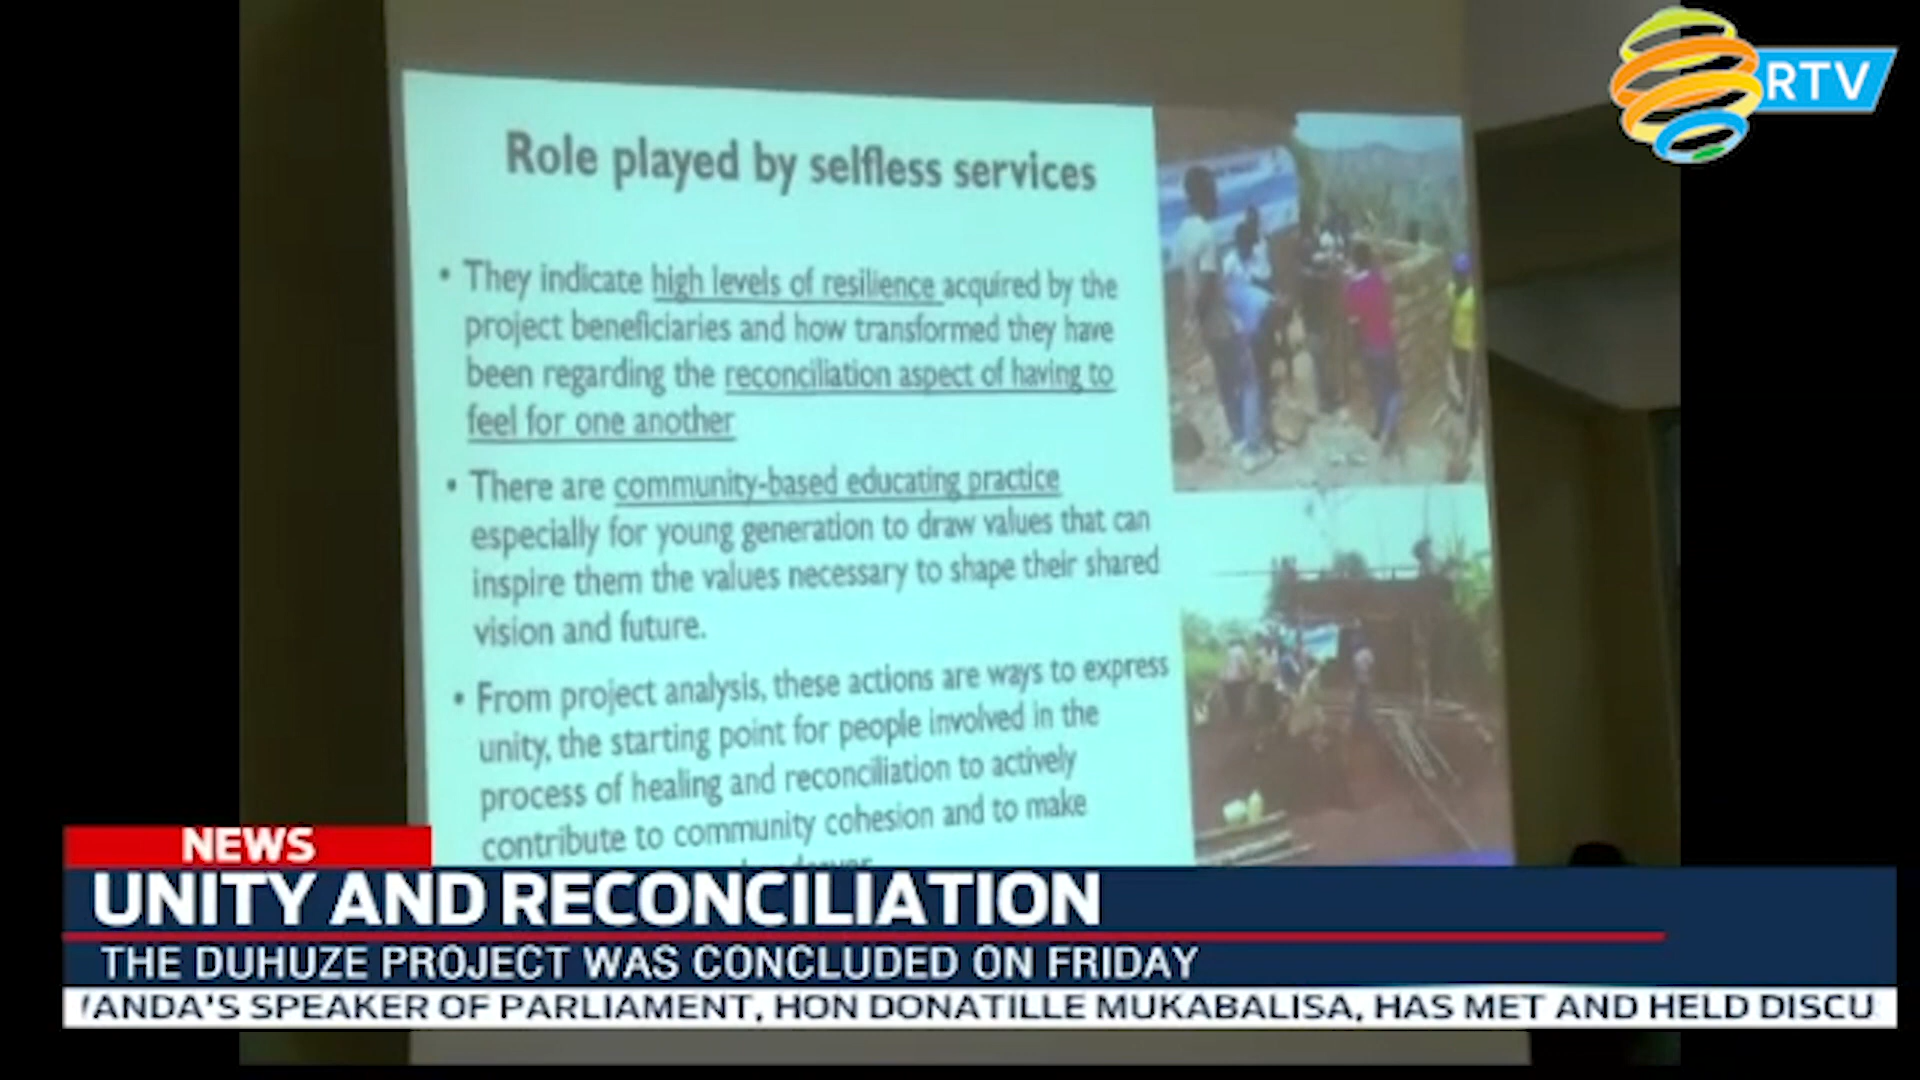 RTV
Role played by selfless services
• They indicate high levels of resilience acquired by the
project beneficiaries and how transformed they have
been regarding the reconciliation aspect of having to
feel for one another
• There are community-based educating practice
especially for young generation to draw values that can
inspire them the values necessary to shape their shared
vision and future.
• From project analysis, these actions are ways to express
unity, the starting point for people involved in the
process of healing and reconciliation to actively
contribute to community cohesion and to make
NEWS
UNITY AND RECONCILIATION
THE DUHUZE PROJECT WAS CONCLUDED ON FRIDAY
ANDA'S SPEAKER OF PARLIAMENT, HON DONATILLE MUKABALISA, HAS MET AND HELD DISCU